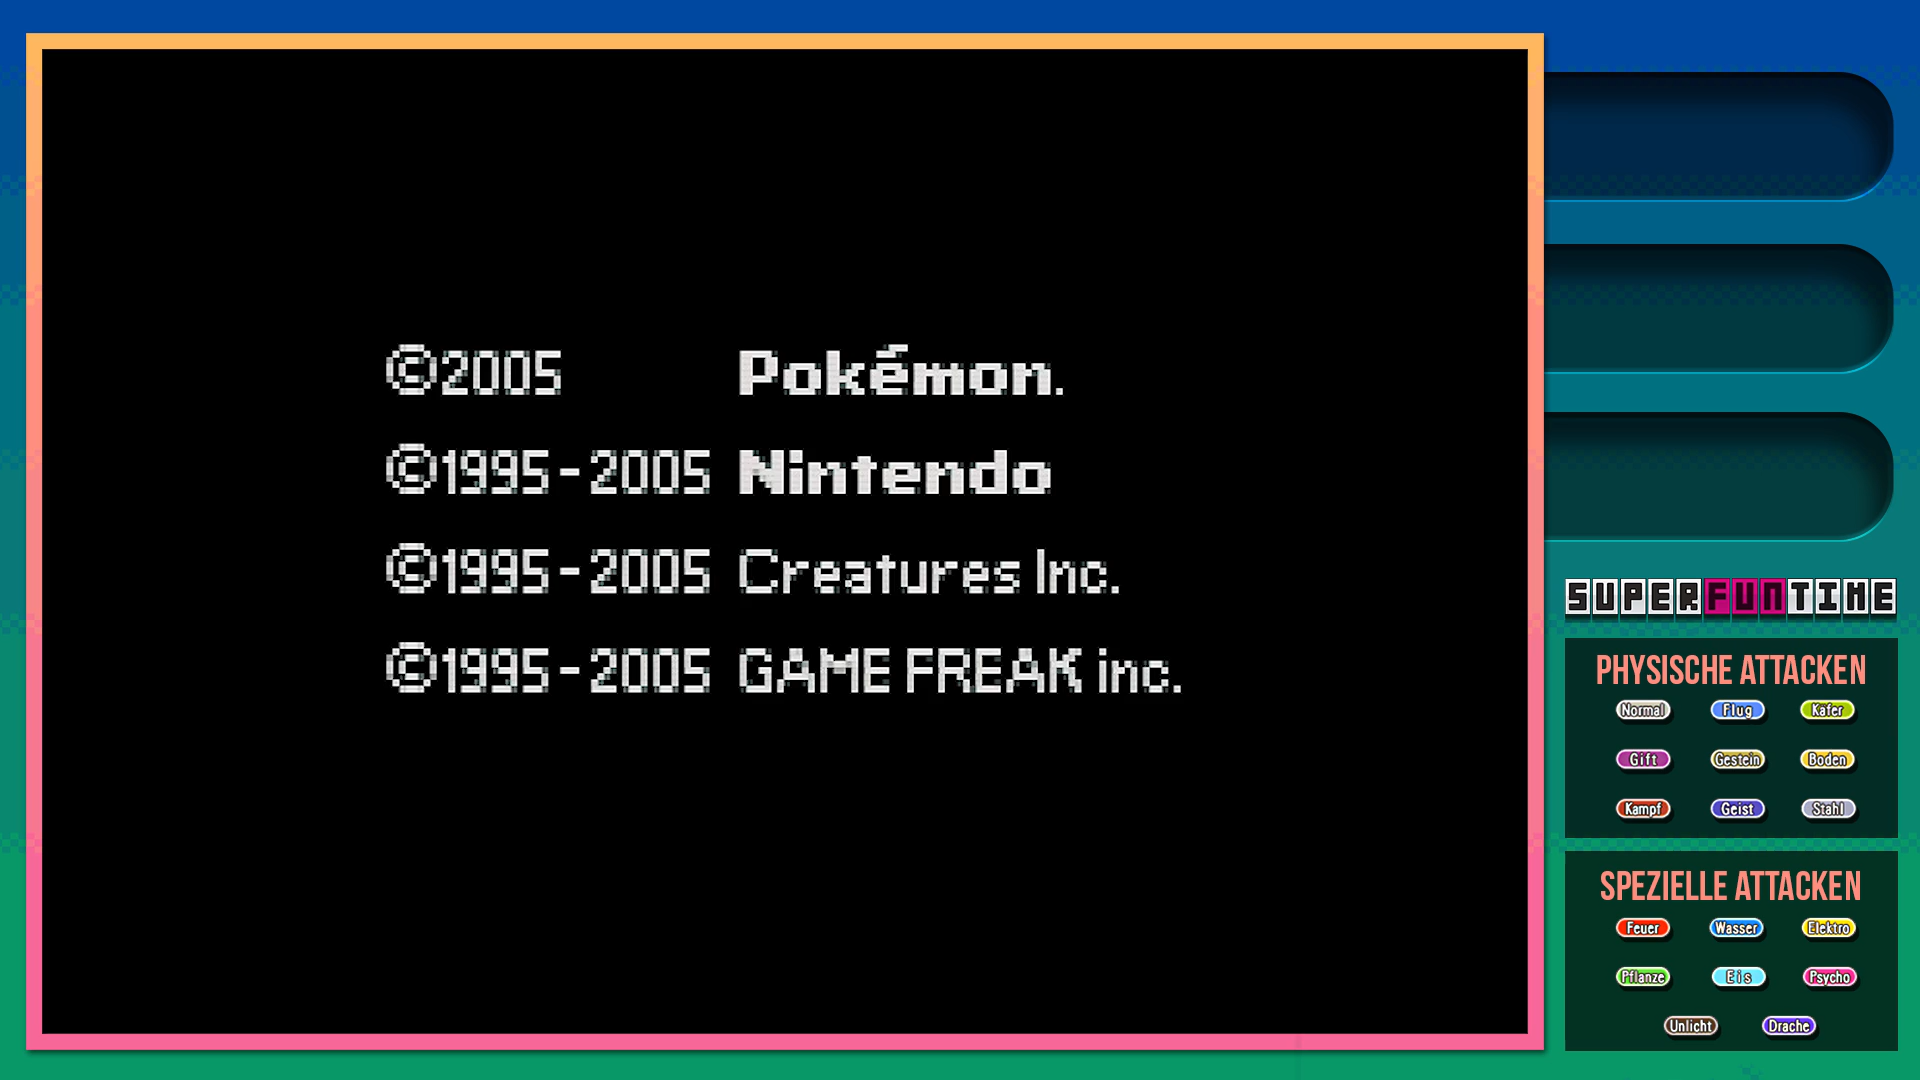 ©2005 Pokémon.
©1995-2005 Nintendo
©1995-2005 Creatures Inc.
©1995-2005 GAME FREAK inc.
SUPERFUNTIME
PHYSISCHE ATTACKEN
Normal Flug Käfer
Gift Gestein Boden
Kampf Geist Stahl
SPEZIELLE ATTACKEN
Feuer Wasser Elektro
Pflanze Eis Psycho
Unlicht Drache